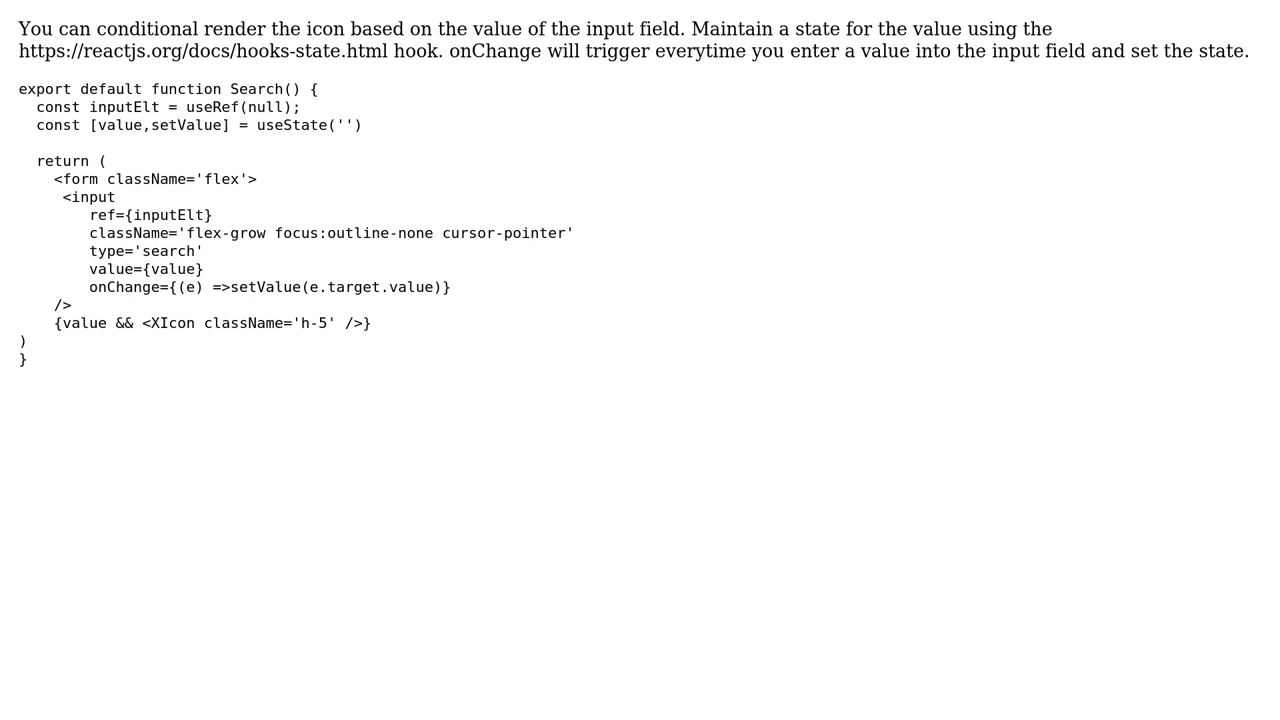 You can conditional render the icon based on the value of the input field. Maintain a state for the value using the
https://reactjs.org/docs/hooks-state.html hook. onChange will trigger everytime you enter a value into the input field and set the state.
export default function Search() {
  const inputElt = useRef(null);
  const [value,setValue] = useState('')

  return (
    <form className='flex'>
     <input
        ref={inputElt}
        className='flex-grow focus:outline-none cursor-pointer'
        type='search'
        value={value}
        onChange={(e) =>setValue(e.target.value)}
    />
    {value && <XIcon className='h-5' />}
)
}